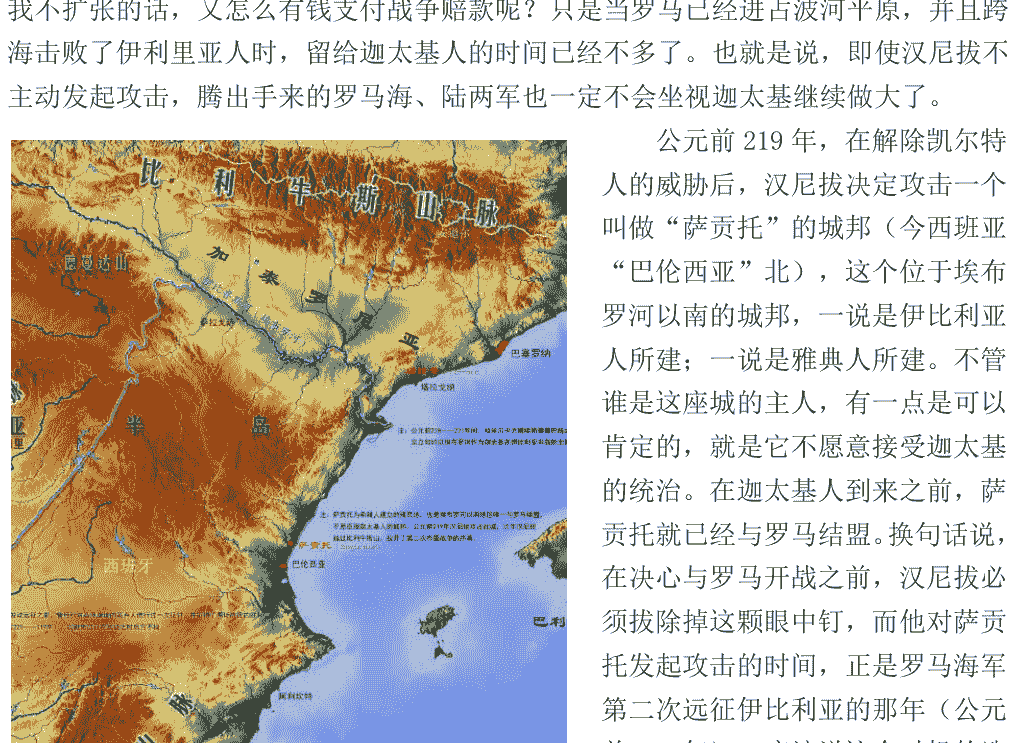 我不扩张的话，又怎么有钱支付战争赔款呢？只是当罗马已经进占波河平原，并且跨
海击败了伊利里亚人时，留给迦太基人的时间已经不多了。也就是说，即使汉尼拔不
主动发起攻击，腾出手来的罗马海、陆两军也一定不会坐视迦太基继续做大了。
公元前 219 年，在解除凯尔特
人的威胁后，汉尼拔决定攻击一个
叫做“萨贡托”的城邦（今西班亚
“巴伦西亚”北），这个位于埃布
罗河以南的城邦，一说是伊比利亚
人所建；一说是雅典人所建。不管
谁是这座城的主人，有一点是可以
肯定的，就是它不愿意接受迦太基
的统治。在迦太基人到来之前，萨
贡托就已经与罗马结盟。换句话说，
在决心与罗马开战之前，汉尼拔必
须拔除掉这颗眼中钉，而他对萨贡
托发起攻击的时间，正是罗马海军
第二次远征伊比利亚的那年（公元
比利牛斯山脉
加泰罗尼亚
巴塞罗纳
塔拉戈纳
半岛
萨贡托
巴伦西亚
西班牙
巴利
阿利坎特
脉